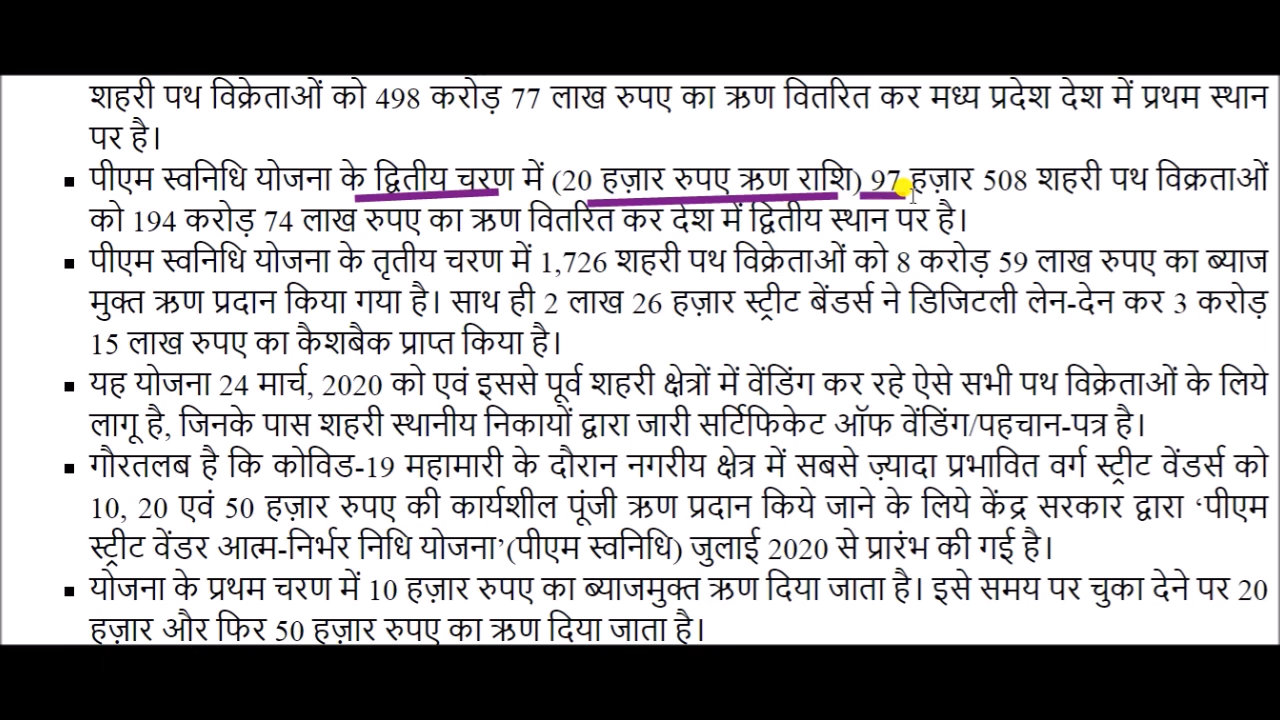 शहरी पथ विक्रेताओं को 498 करोड़ 77 लाख रुपए का ऋण वितरित कर मध्य प्रदेश देश में प्रथम स्थान
पर है।
▪ पीएम स्वनिधि योजना के द्वितीय चरण में (20 हज़ार रुपए ऋण राशि) 97 हज़ार 508 शहरी पथ विक्रताओं
को 194 करोड़ 74 लाख रुपए का ऋण वितरित कर देश में द्वितीय स्थान पर है।
▪ पीएम स्वनिधि योजना के तृतीय चरण में 1,726 शहरी पथ विक्रेताओं को 8 करोड़ 59 लाख रुपए का ब्याज
मुक्त ऋण प्रदान किया गया है। साथ ही 2 लाख 26 हज़ार स्ट्रीट बेंडर्स ने डिजिटली लेन-देन कर 3 करोड़
15 लाख रुपए का कैशबैक प्राप्त किया है।
▪ यह योजना 24 मार्च, 2020 को एवं इससे पूर्व शहरी क्षेत्रों में वेंडिंग कर रहे ऐसे सभी पथ विक्रेताओं के लिये
लागू है, जिनके पास शहरी स्थानीय निकायों द्वारा जारी सर्टिफिकेट ऑफ वेंडिंग/पहचान-पत्र है।
▪ गौरतलब है कि कोविड-19 महामारी के दौरान नगरीय क्षेत्र में सबसे ज़्यादा प्रभावित वर्ग स्ट्रीट वेंडर्स को
10, 20 एवं 50 हज़ार रुपए की कार्यशील पूंजी ऋण प्रदान किये जाने के लिये केंद्र सरकार द्वारा ‘पीएम
स्ट्रीट वेंडर आत्म-निर्भर निधि योजना’(पीएम स्वनिधि) जुलाई 2020 से प्रारंभ की गई है।
▪ योजना के प्रथम चरण में 10 हज़ार रुपए का ब्याजमुक्त ऋण दिया जाता है। इसे समय पर चुका देने पर 20
हज़ार और फिर 50 हज़ार रुपए का ऋण दिया जाता है।